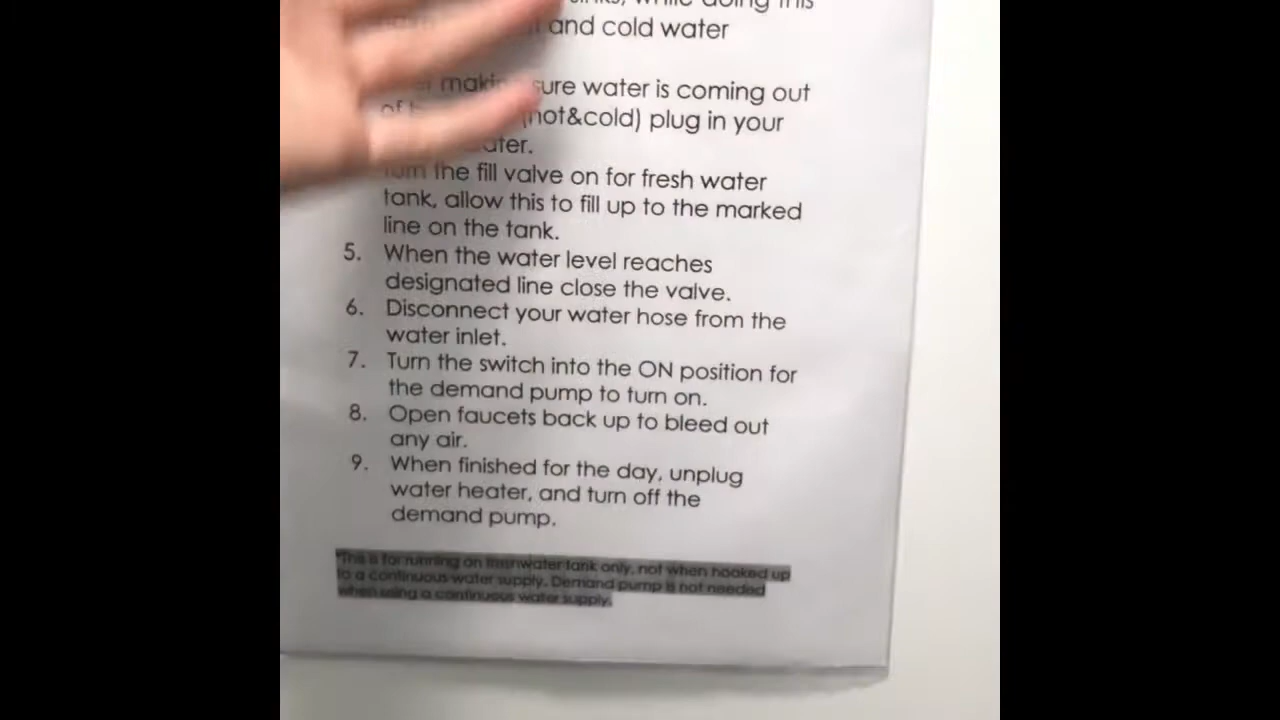 while doing this
and cold water
sure water is coming out
(hot&cold) plug in your
the fill valve on for fresh water
tank, allow this to fill up to the marked
line on the tank.
5. When the water level reaches
designated line close the valve.
6. Disconnect your water hose from the
water inlet.
7. Turn the switch into the ON position for
the demand pump to turn on.
8. Open faucets back up to bleed out
any air.
9. When finished for the day, unplug
water heater, and turn off the
demand pump.
*This is for running on freshwater tank only, not when hooked up
to a continuous water supply. Demand pump is not needed
when using a continuous water supply.